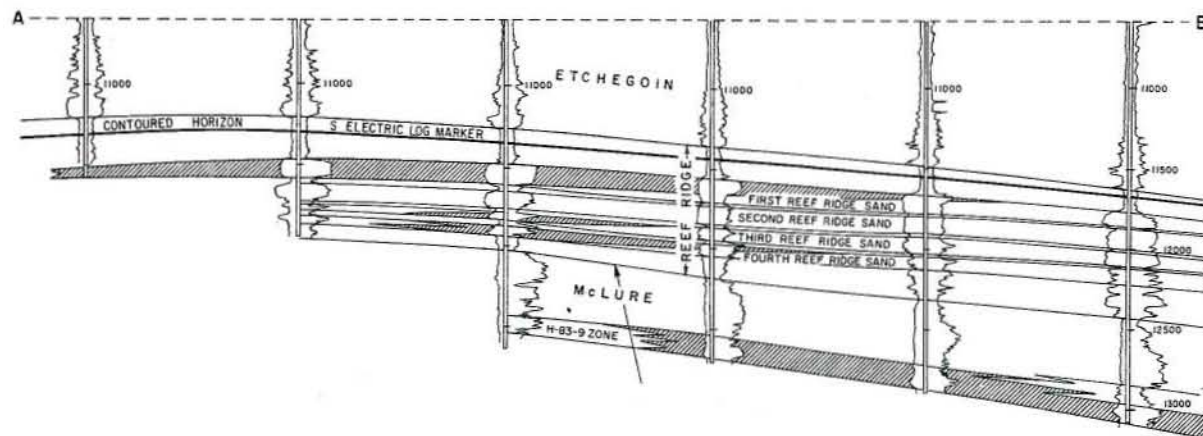 A
B
11000
11000
11000
11000
11000
11000
ETCHEGOIN
CONTOURED HORIZON
S ELECTRIC LOG MARKER
REEF RIDGE
11500
FIRST REEF RIDGE SAND
SECOND REEF RIDGE SAND
THIRD REEF RIDGE SAND
12000
FOURTH REEF RIDGE SAND
McLURE
H-83-9 ZONE
12500
13000